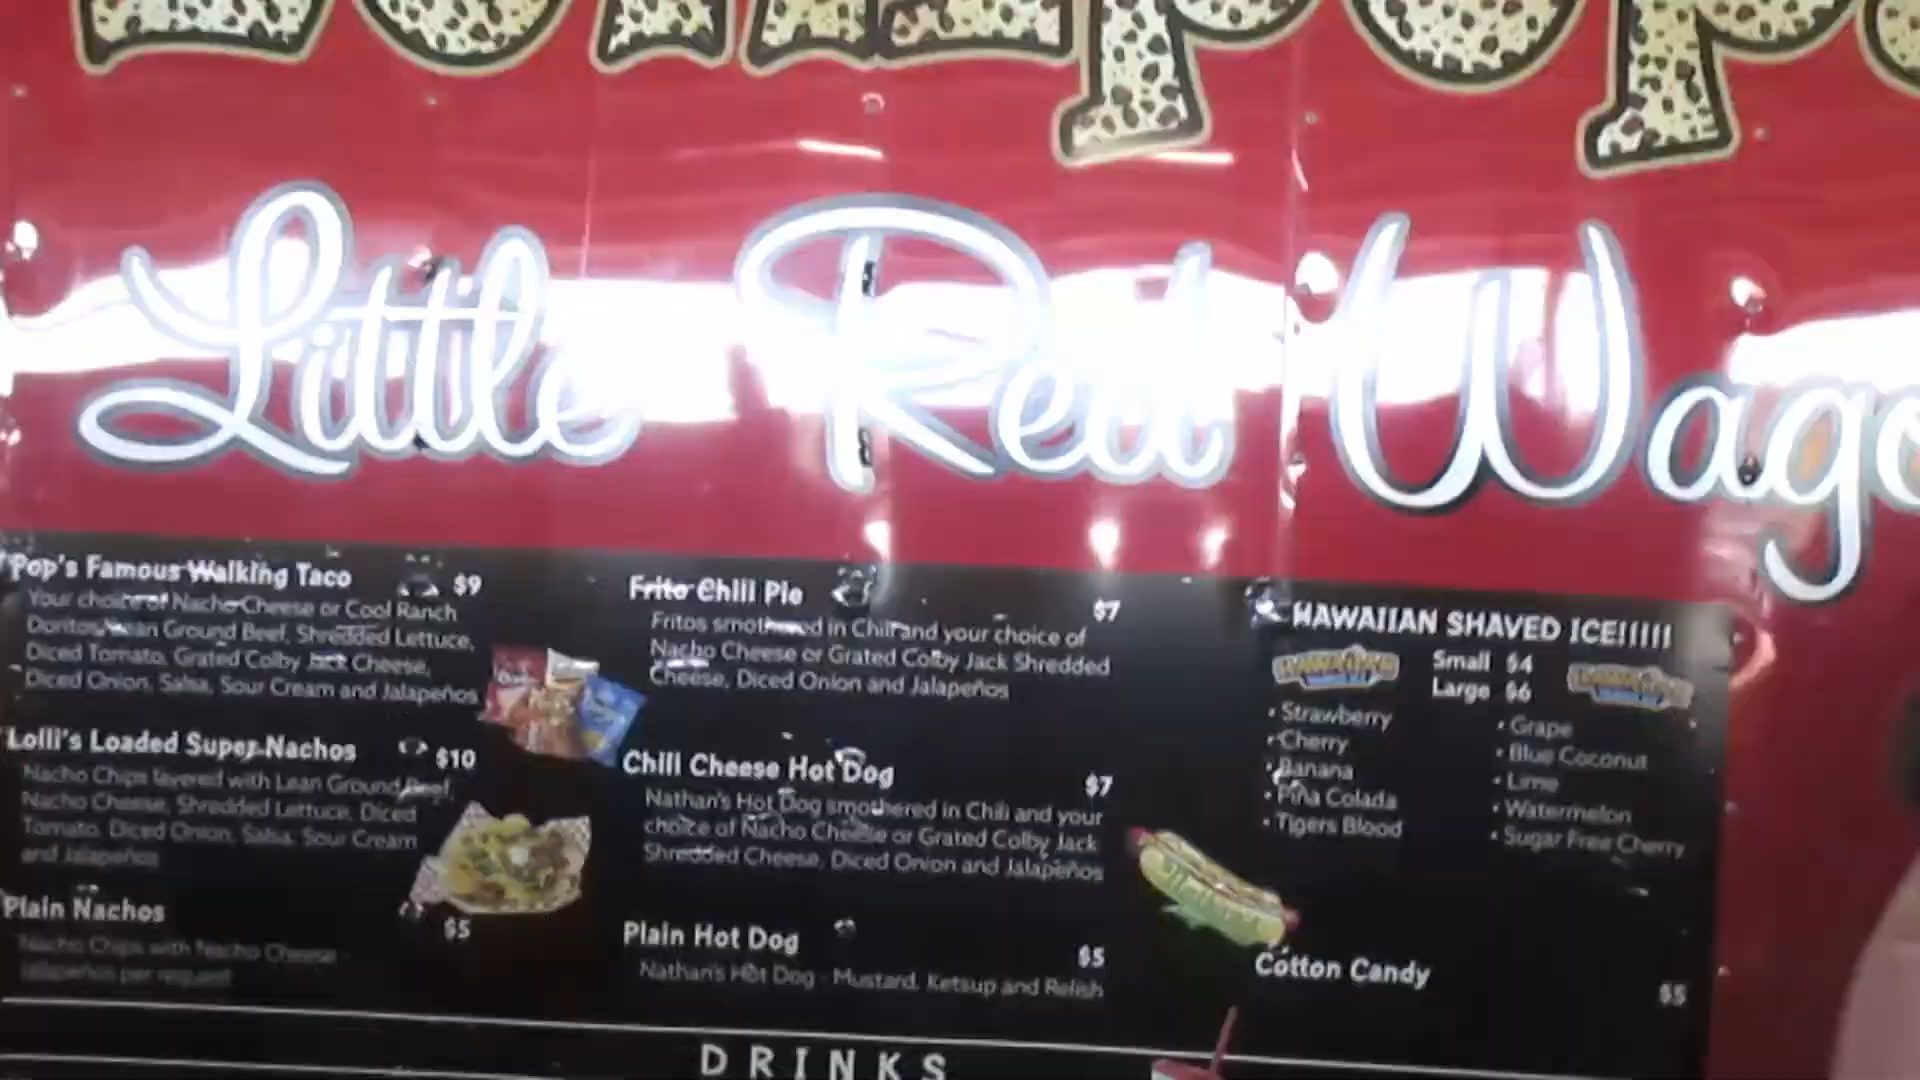 Little Red Wago
Pop's Famous Walking Taco $9
Your choice of Nacho Cheese or Cool Ranch
Doritos, Lean Ground Beef, Shredded Lettuce,
Diced Tomato, Grated Colby Jack Cheese,
Diced Onion, Salsa, Sour Cream and Jalapeños
Lolli's Loaded Super Nachos $10
Nacho Chips layered with Lean Ground Beef,
Nacho Cheese, Shredded Lettuce, Diced
Tomato, Diced Onion, Salsa, Sour Cream
and Jalapeños
Plain Nachos $5
Nacho Chips with Nacho Cheese -
Jalapeños per request
Frito Chili Pie $7
Fritos smothered in Chili and your choice of
Nacho Cheese or Grated Colby Jack Shredded
Cheese, Diced Onion and Jalapeños
Chili Cheese Hot Dog $7
Nathan's Hot Dog smothered in Chili and your
choice of Nacho Cheese or Grated Colby Jack
Shredded Cheese, Diced Onion and Jalapeños
Plain Hot Dog $5
Nathan's Hot Dog - Mustard, Ketsup and Relish
HAWAIIAN SHAVED ICE!!!!!
Small $4
Large $6
• Strawberry
• Cherry
• Banana
• Piña Colada
• Tigers Blood
• Grape
• Blue Coconut
• Lime
• Watermelon
• Sugar Free Cherry
Cotton Candy $5
DRINKS